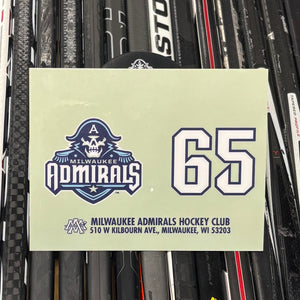 A
MILWAUKEE
ADMIRALS
65
MILWAUKEE ADMIRALS HOCKEY CLUB
510 W KILBOURN AVE., MILWAUKEE, WI 53203